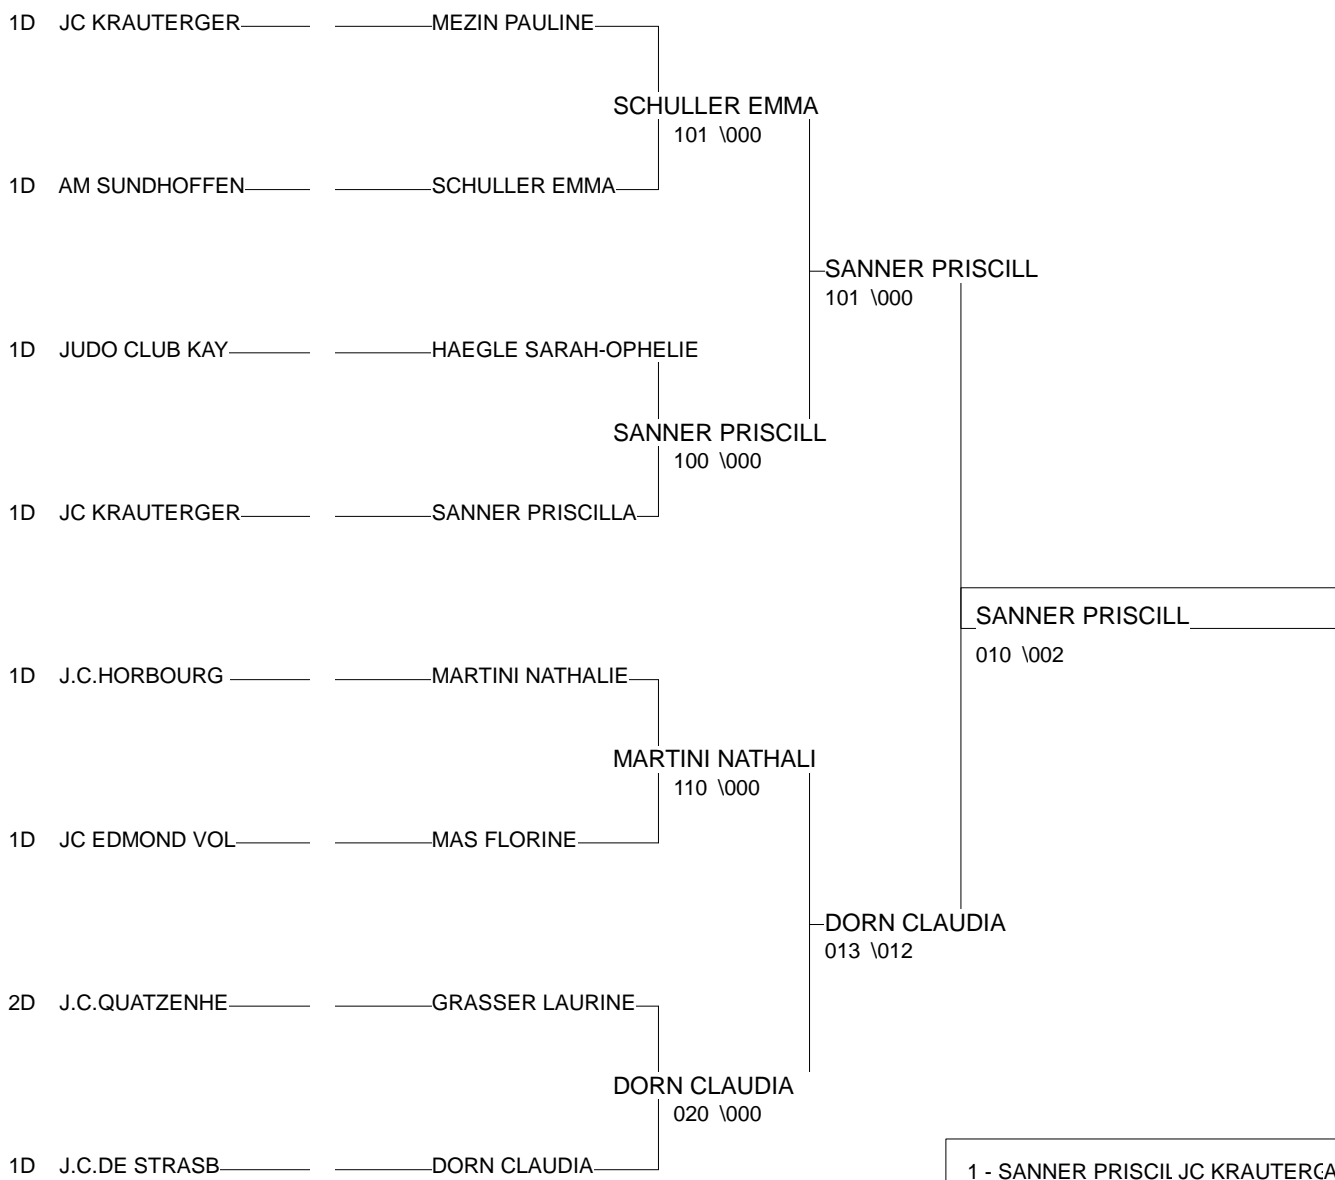 1D JC KRAUTERGER MEZIN PAULINE
SCHULLER EMMA
101 \000
1D AM SUNDHOFFEN SCHULLER EMMA
SANNER PRISCILL
101 \000
1D JUDO CLUB KAY HAEGLE SARAH-OPHELIE
SANNER PRISCILL
100 \000
1D JC KRAUTERGER SANNER PRISCILLA
SANNER PRISCILL
010 \002
1D J.C.HORBOURG MARTINI NATHALIE
MARTINI NATHALI
110 \000
1D JC EDMOND VOL MAS FLORINE
DORN CLAUDIA
013 \012
2D J.C.QUATZENHE GRASSER LAURINE
DORN CLAUDIA
020 \000
1D J.C.DE STRASB DORN CLAUDIA
1 - SANNER PRISCIL JC KRAUTERGA